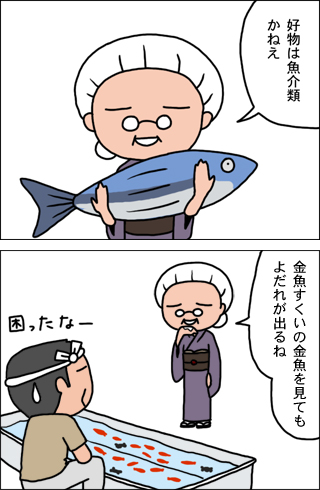 好物は魚介類
かねえ
金魚すくいの金魚を見ても
よだれが出るね
困ったなー